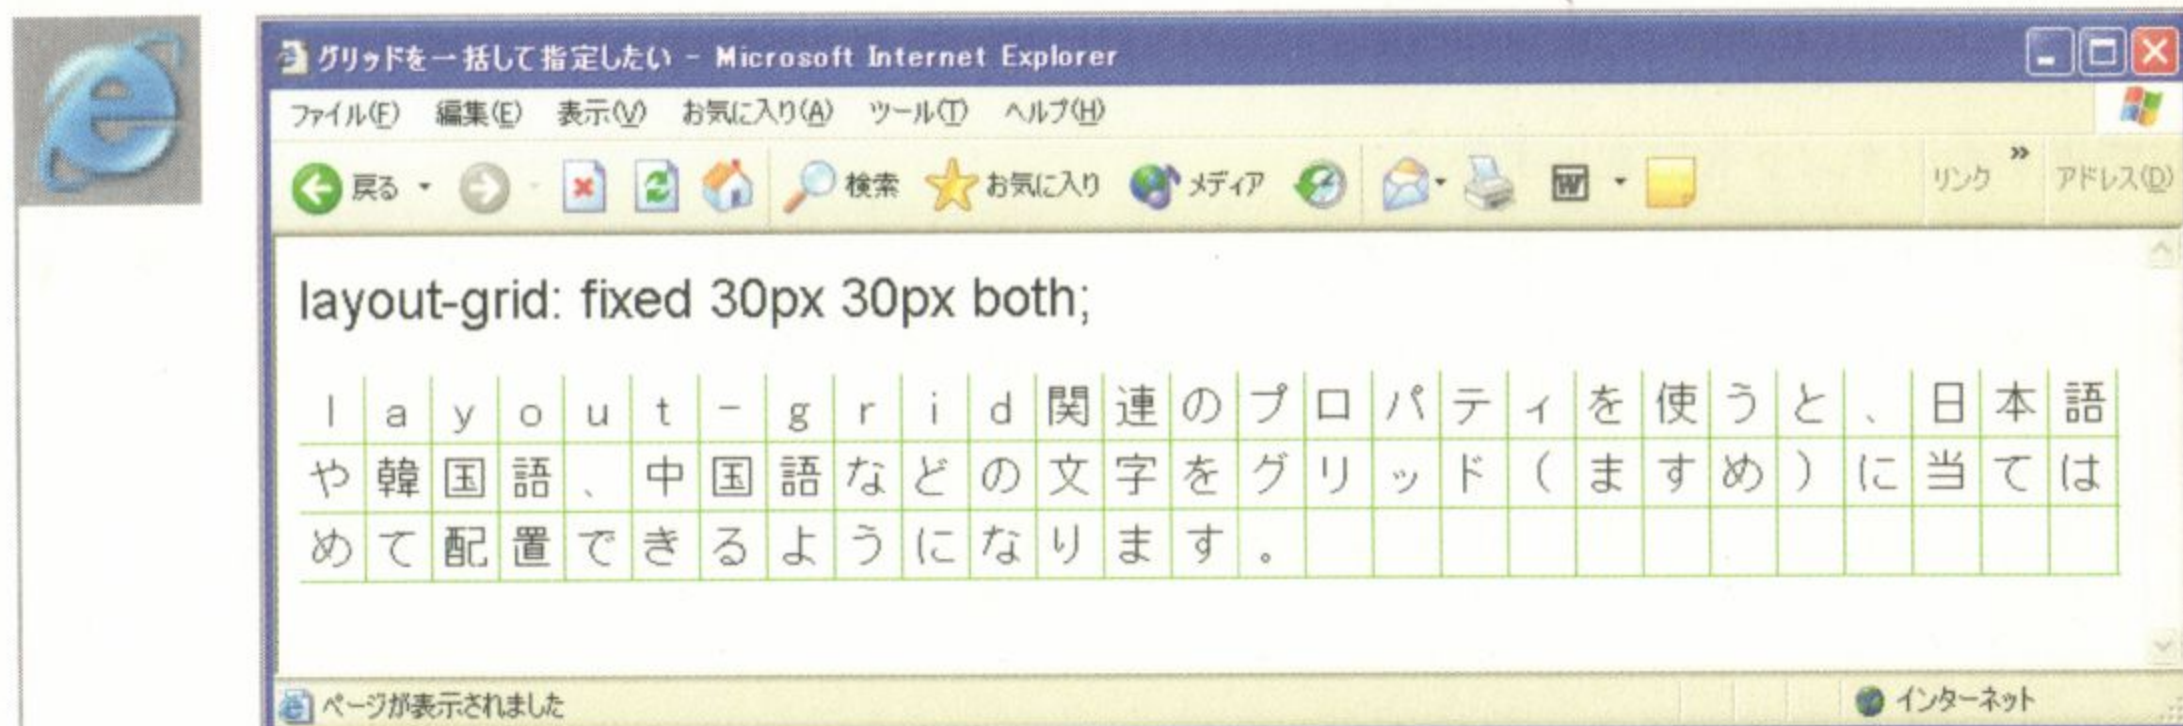 グリッドを一括して指定したい - Microsoft Internet Explorer
ファイル(F) 編集(E) 表示(V) お気に入り(A) ツール(T) ヘルプ(H)
戻る 検索 お気に入り メディア リンク » アドレス(D)
layout-grid: fixed 30px 30px both;
layout-grid関連のプロパティを使うと、日本語
や韓国語、中国語などの文字をグリッド(ますめ)に当ては
めて配置できるようになります。
ページが表示されました インターネット